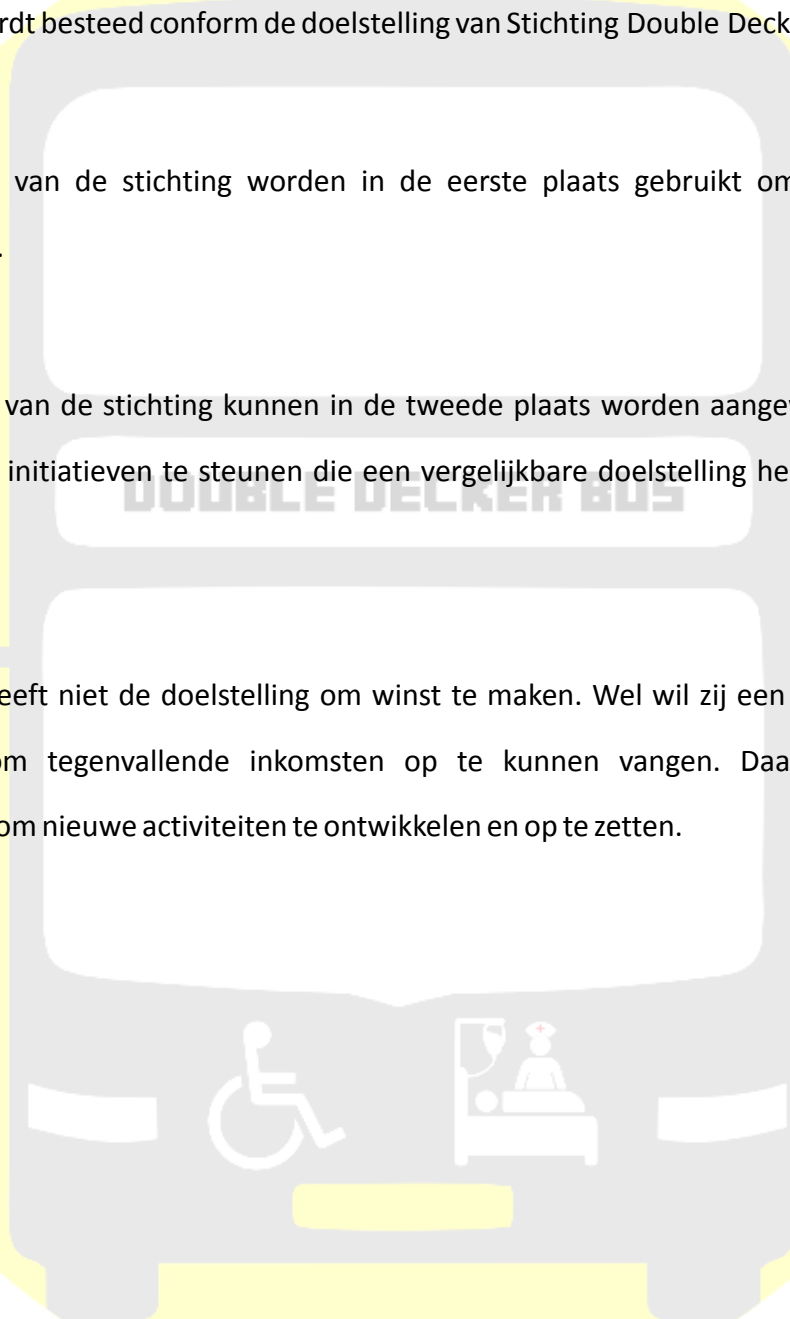 rdt besteed conform de doelstelling van Stichting Double Deck
van de stichting worden in de eerste plaats gebruikt om
.
van de stichting kunnen in de tweede plaats worden aangev
initiatieven te steunen die een vergelijkbare doelstelling he
DOUBLE DECKER BUS
eeft niet de doelstelling om winst te maken. Wel wil zij een
om tegenvallende inkomsten op te kunnen vangen. Daa
om nieuwe activiteiten te ontwikkelen en op te zetten.